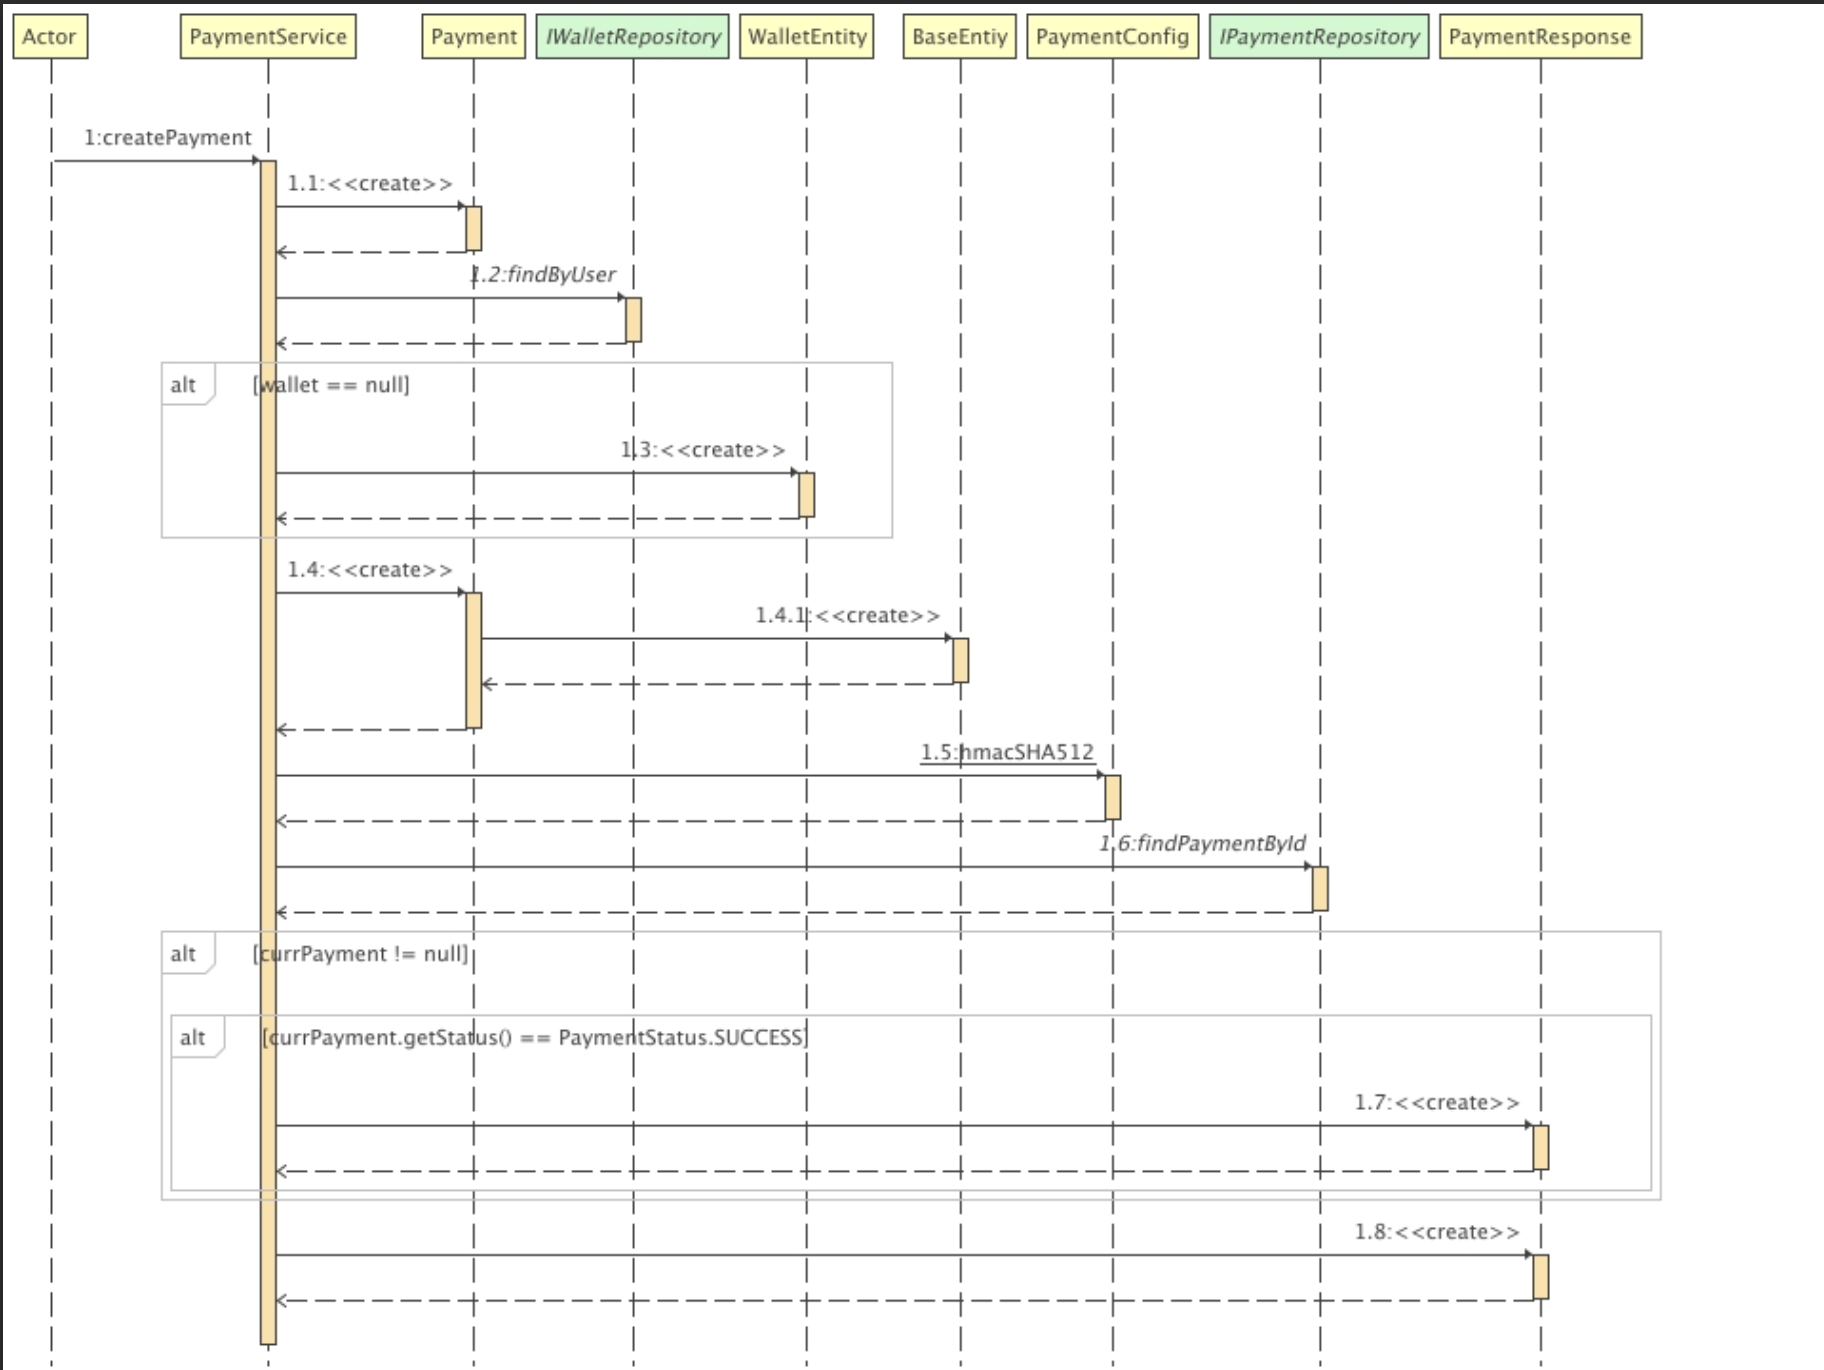 Actor PaymentService Payment IWalletRepository WalletEntity BaseEntiy PaymentConfig IPaymentRepository PaymentResponse
1:createPayment
1.1:<<create>>
1.2:findByUser
alt [wallet == null]
1.3:<<create>>
1.4:<<create>>
1.4.1:<<create>>
1.5:hmacSHA512
1.6:findPaymentById
alt [currPayment != null]
alt [currPayment.getStatus() == PaymentStatus.SUCCESS]
1.7:<<create>>
1.8:<<create>>